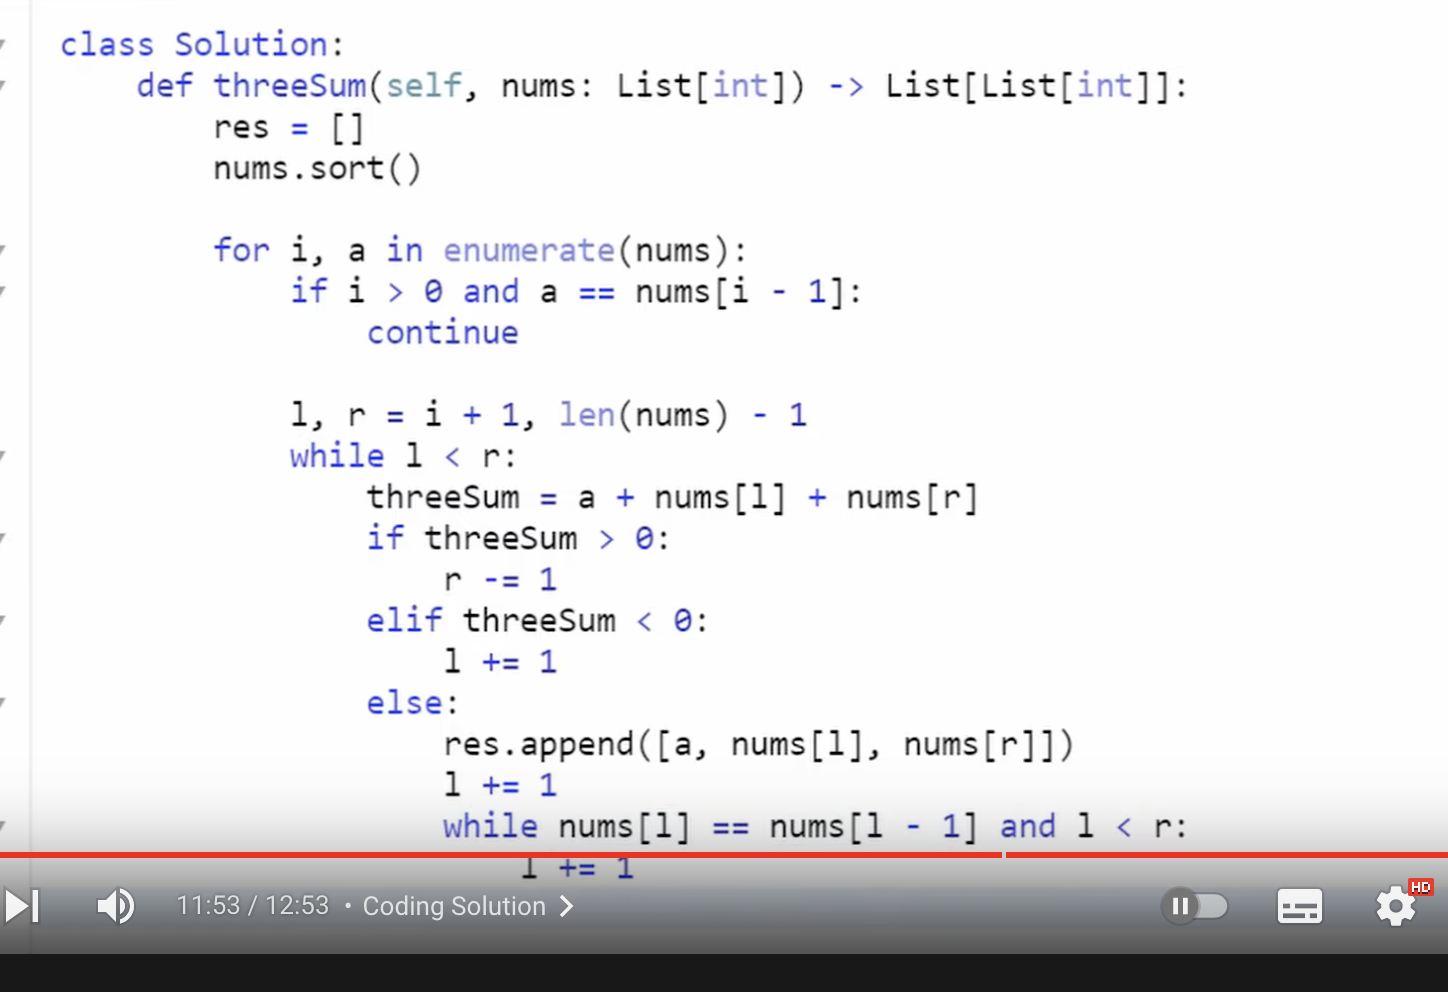 class Solution:
    def threeSum(self, nums: List[int]) -> List[List[int]]:
        res = []
        nums.sort()

        for i, a in enumerate(nums):
            if i > 0 and a == nums[i - 1]:
                continue

            l, r = i + 1, len(nums) - 1
            while l < r:
                threeSum = a + nums[l] + nums[r]
                if threeSum > 0:
                    r -= 1
                elif threeSum < 0:
                    l += 1
                else:
                    res.append([a, nums[l], nums[r]])
                    l += 1
                    while nums[l] == nums[l - 1] and l < r:
                        l += 1
11:53 / 12:53 • Coding Solution
HD